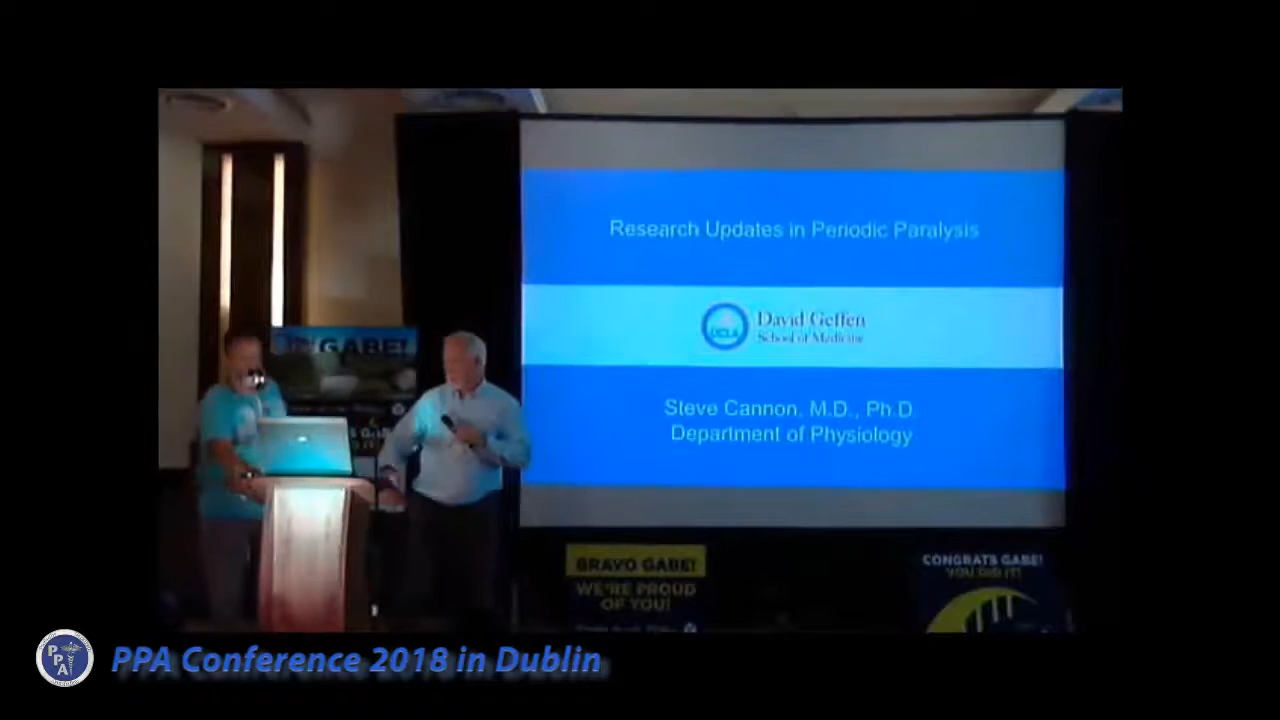 Research Updates in Periodic Paralysis
UCLA
David Geffen
School of Medicine
Steve Cannon, M.D., Ph.D.
Department of Physiology
GABE!
BRAVO GABE!
WE'RE PROUD
OF YOU!
CONGRATS GABE!
YOU DID IT!
PPA
PPA Conference 2018 in Dublin